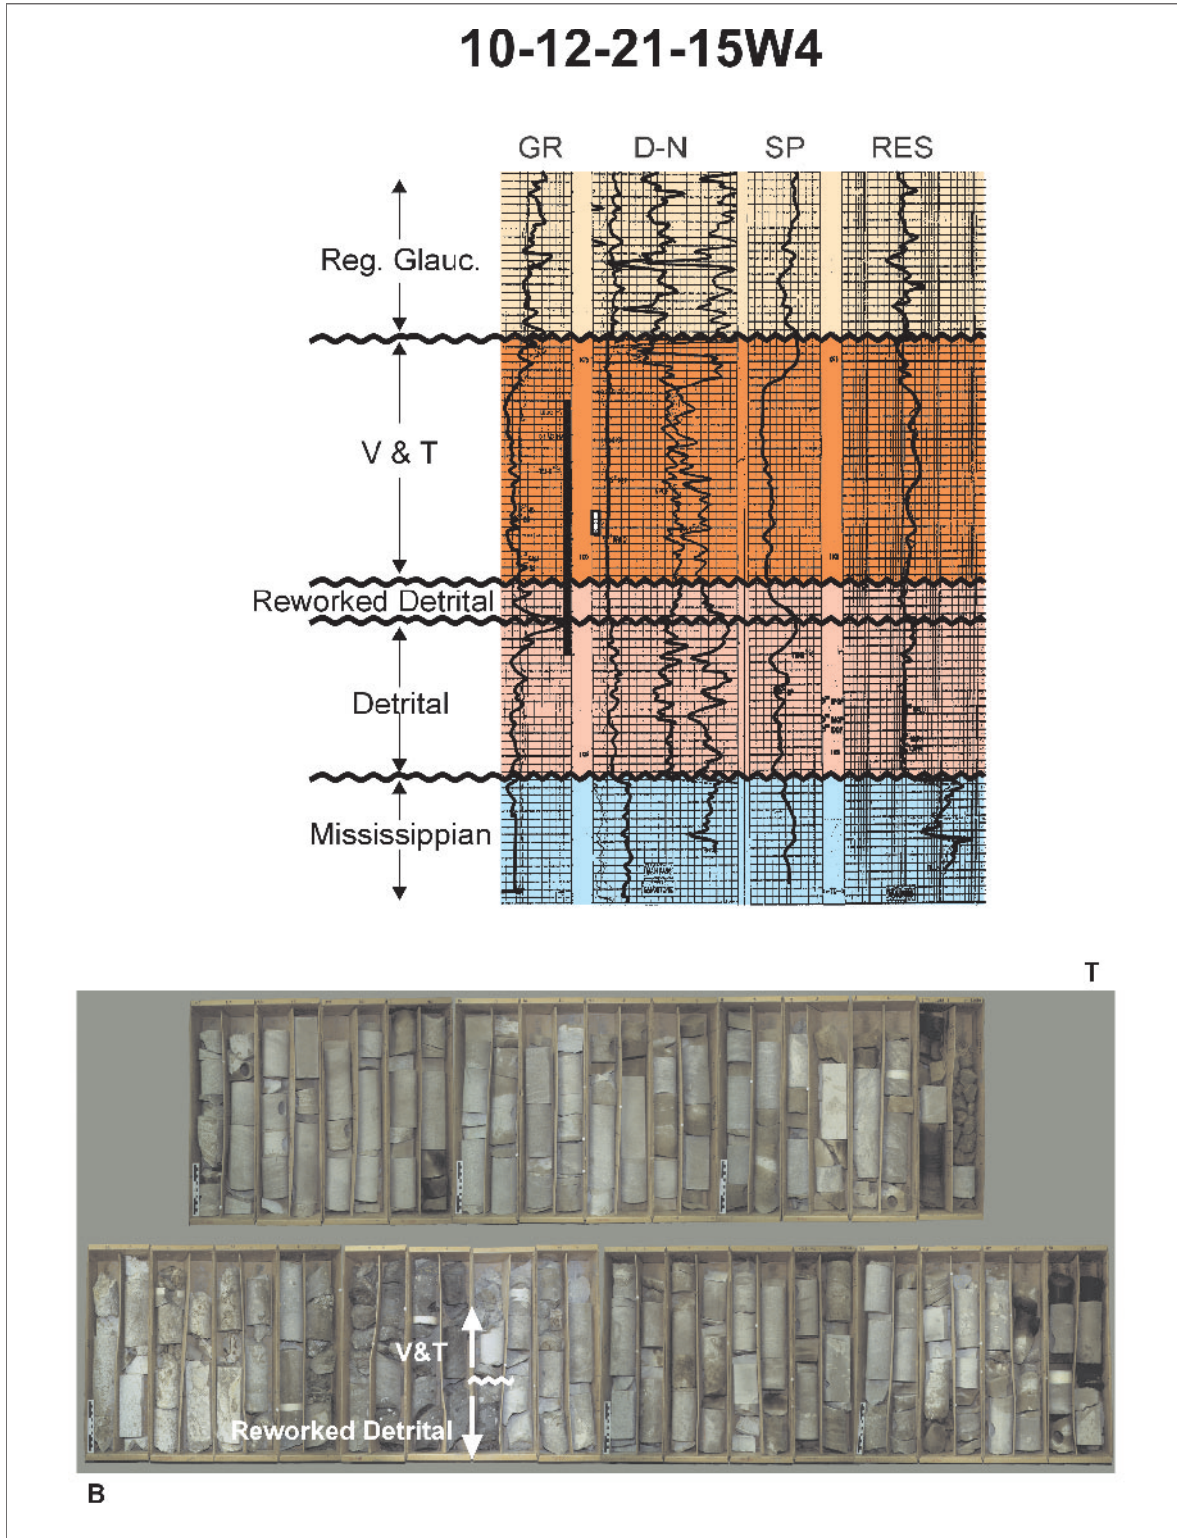 10-12-21-15W4
GR D-N SP RES
Reg. Glauc.
V & T
Reworked Detrital
Detrital
Mississippian
T
V&T
Reworked Detrital
B